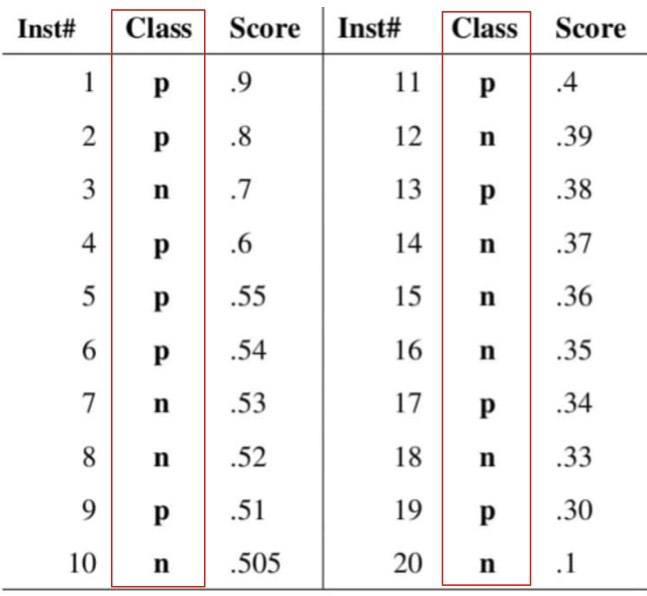 Inst# Class Score Inst# Class Score
1 p .9 11 p .4
2 p .8 12 n .39
3 n .7 13 p .38
4 p .6 14 n .37
5 p .55 15 n .36
6 p .54 16 n .35
7 n .53 17 p .34
8 n .52 18 n .33
9 p .51 19 p .30
10 n .505 20 n .1